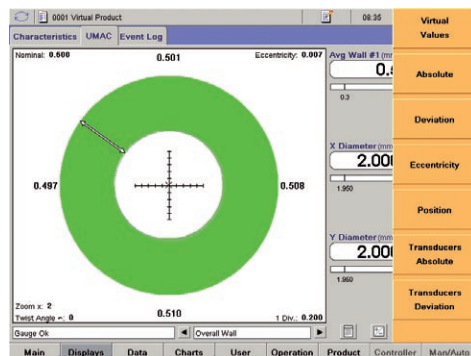 0001 Virtual Product
08:35
Characteristics
UMAC
Event Log
Nominal: 0.500
0.501
Eccentricity: 0.007
0.497
0.508
0.510
Zoom x: 2
Twist Angle
: 0
1 Div.: 0.200
Avg Wall #1 (mm
0.3
X Diameter (mm
2.00
1.950
Y Diameter (mm
2.00
1.950
Gauge Ok
Overall Wall
Virtual
Values
Absolute
Deviation
Eccentricity
Position
Transducers
Absolute
Transducers
Deviation
Main
Displays
Data
Charts
User
Operation
Product
Controller
Man/Auto